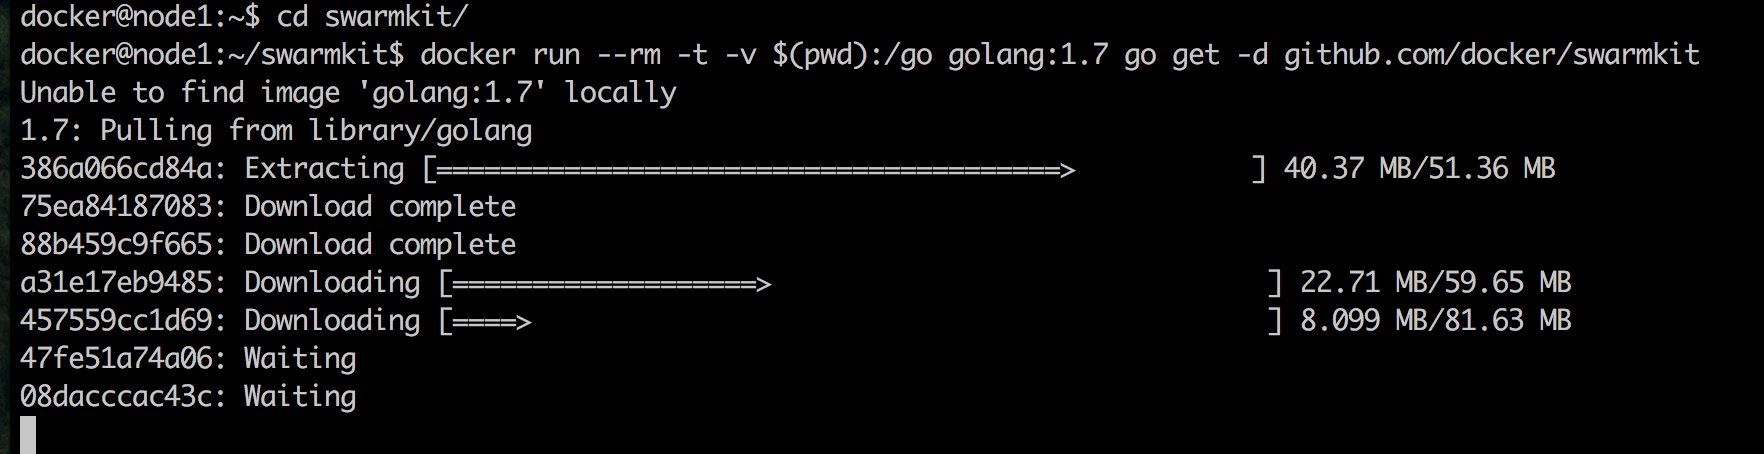 docker@node1:~$ cd swarmkit/
docker@node1:~/swarmkit$ docker run --rm -t -v $(pwd):/go golang:1.7 go get -d github.com/docker/swarmkit
Unable to find image 'golang:1.7' locally
1.7: Pulling from library/golang
386a066cd84a: Extracting [=======================================>           ] 40.37 MB/51.36 MB
75ea84187083: Download complete
88b459c9f665: Download complete
a31e17eb9485: Downloading [===================>                               ] 22.71 MB/59.65 MB
457559cc1d69: Downloading [====>                                              ] 8.099 MB/81.63 MB
47fe51a74a06: Waiting
08dacccac43c: Waiting